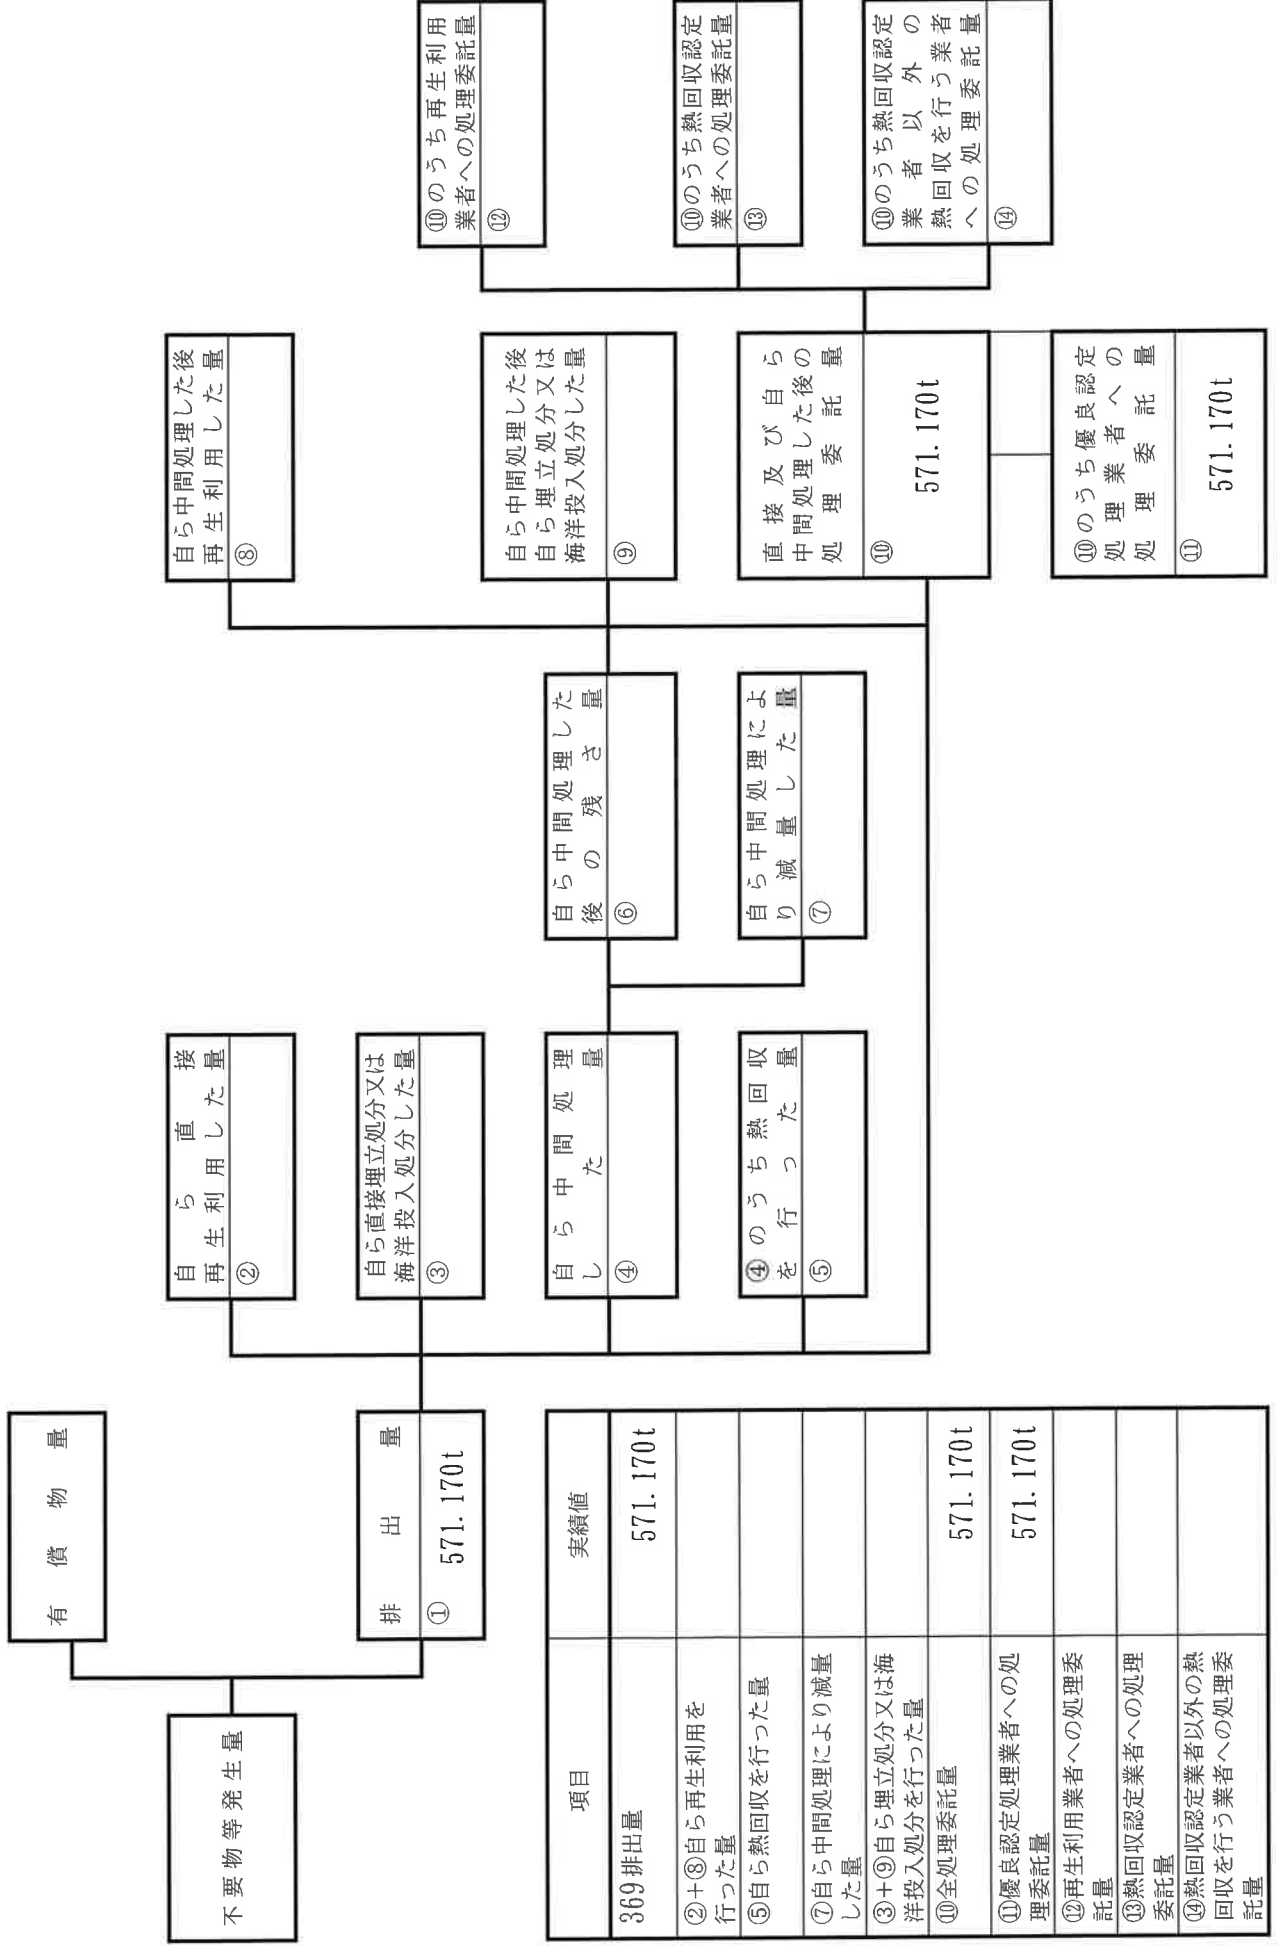 有償物量
不要物等発生量
排出量
① 571.170t
自ら直接
再生利用した量
②
自ら直接埋立処分又は
海洋投入処分した量
③
自ら中間処理
した量
④
④のうち熱回収
を行った量
⑤
自ら中間処理した
後の残さ量
⑥
自ら中間処理によ
り減量した量
⑦
自ら中間処理した後
再生利用した量
⑧
自ら中間処理した後
自ら埋立処分又は
海洋投入処分した量
⑨
直接及び自ら
中間処理した後の
処理委託量
⑩ 571.170t
⑩のうち優良認定
処理業者への
処理委託量
⑪ 571.170t
⑩のうち再生利用
業者への処理委託量
⑫
⑩のうち熱回収認定
業者への処理委託量
⑬
⑩のうち熱回収認定
業者以外の
熱回収を行う業者
への処理委託量
⑭
項目 実績値
369排出量 571.170t
②+⑧自ら再生利用を
行った量
⑤自ら熱回収を行った量
⑦自ら中間処理により減量
した量
③+⑨自ら埋立処分又は海
洋投入処分を行った量
⑩全処理委託量 571.170t
⑪優良認定処理業者への処
理委託量 571.170t
⑫再生利用業者への処理委
託量
⑬熱回収認定業者への処理
委託量
⑭熱回収認定業者以外の熱
回収を行う業者への処理委
託量